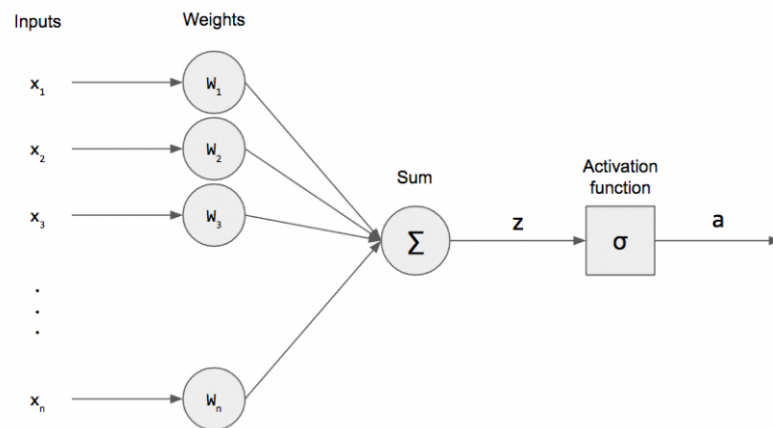 Inputs
Weights
x₁
W₁
x₂
W₂
x₃
W₃
Sum
Σ
z
Activation
function
σ
a
.
.
.
xₙ
Wₙ